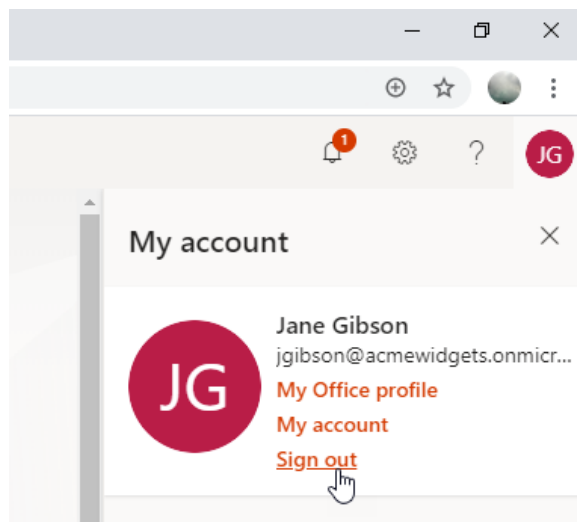 1
?
JG
My account
JG
Jane Gibson
jgibson@acmewidgets.onmicr...
My Office profile
My account
Sign out